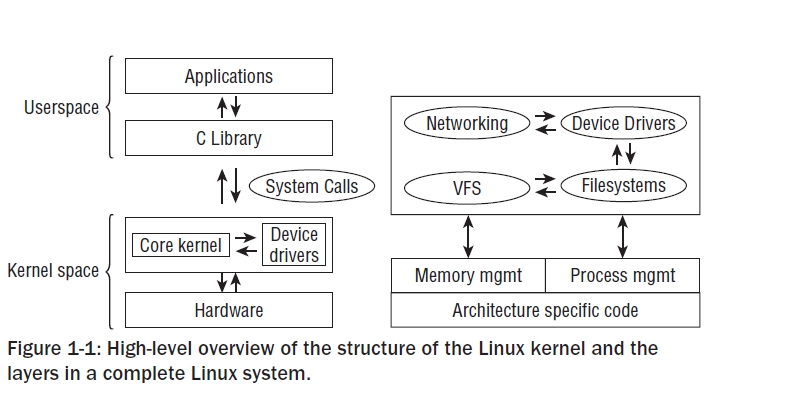 Userspace
Applications
C Library
System Calls
Kernel space
Core kernel
Device
drivers
Hardware
Networking
Device Drivers
VFS
Filesystems
Memory mgmt
Process mgmt
Architecture specific code
Figure 1-1: High-level overview of the structure of the Linux kernel and the
layers in a complete Linux system.